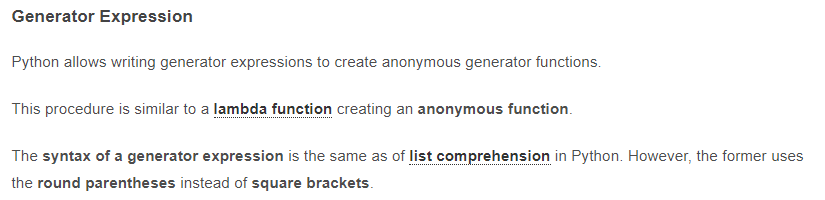 Generator Expression
Python allows writing generator expressions to create anonymous generator functions.
This procedure is similar to a lambda function creating an anonymous function.
The syntax of a generator expression is the same as of list comprehension in Python. However, the former uses
the round parentheses instead of square brackets.